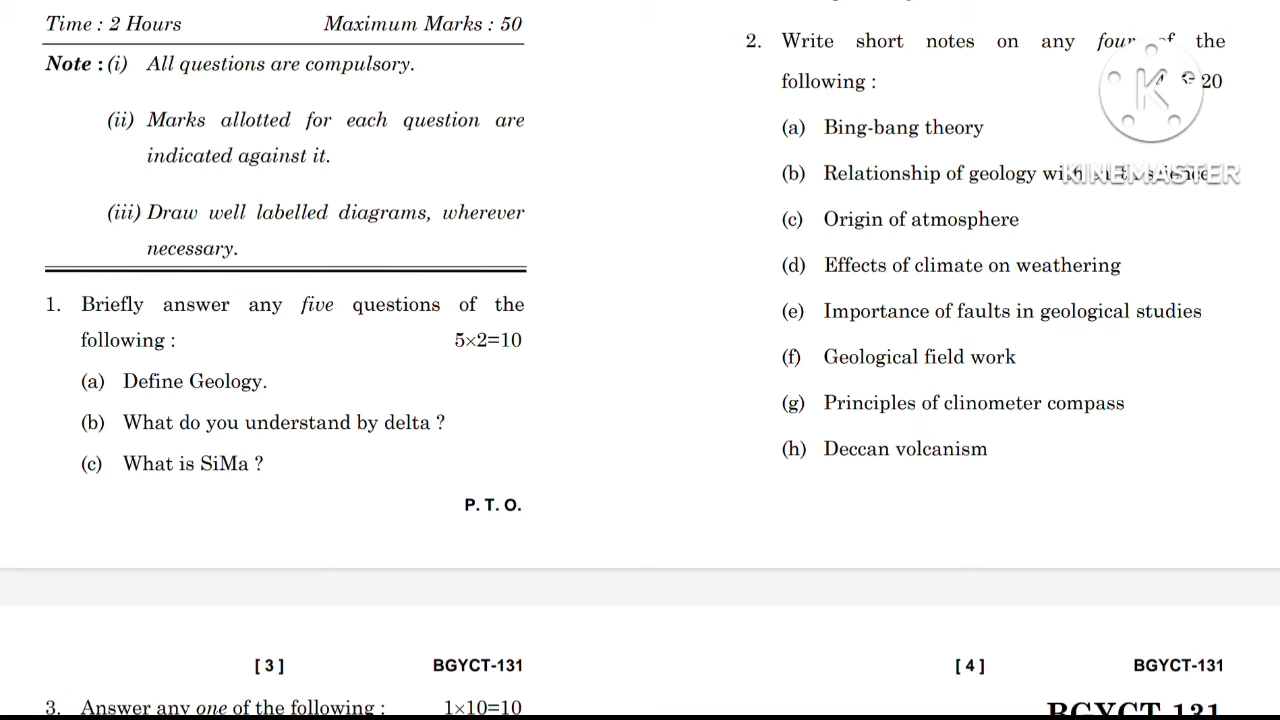 Time : 2 Hours Maximum Marks : 50
Note : (i) All questions are compulsory.
(ii) Marks allotted for each question are
indicated against it.
(iii) Draw well labelled diagrams, wherever
necessary.
1. Briefly answer any five questions of the
following : 5×2=10
(a) Define Geology.
(b) What do you understand by delta ?
(c) What is SiMa ?
P. T. O.
2. Write short notes on any four of the
following : 20
(a) Bing-bang theory
(b) Relationship of geology with
(c) Origin of atmosphere
(d) Effects of climate on weathering
(e) Importance of faults in geological studies
(f) Geological field work
(g) Principles of clinometer compass
(h) Deccan volcanism
K
KINEMASTER
[ 3 ] BGYCT-131
3. Answer any one of the following : 1×10=10
[ 4 ] BGYCT-131
BGYCT-131